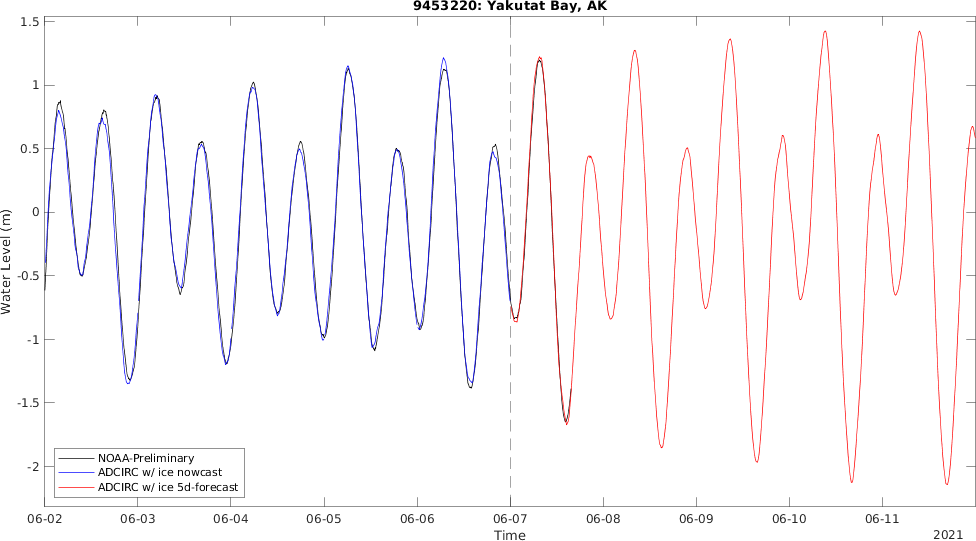 9453220: Yakutat Bay, AK
Water Level (m)
1.5
1
0.5
0
-0.5
-1
-1.5
-2
NOAA-Preliminary
ADCIRC w/ ice nowcast
ADCIRC w/ ice 5d-forecast
06-02 06-03 06-04 06-05 06-06 06-07 06-08 06-09 06-10 06-11
Time
2021